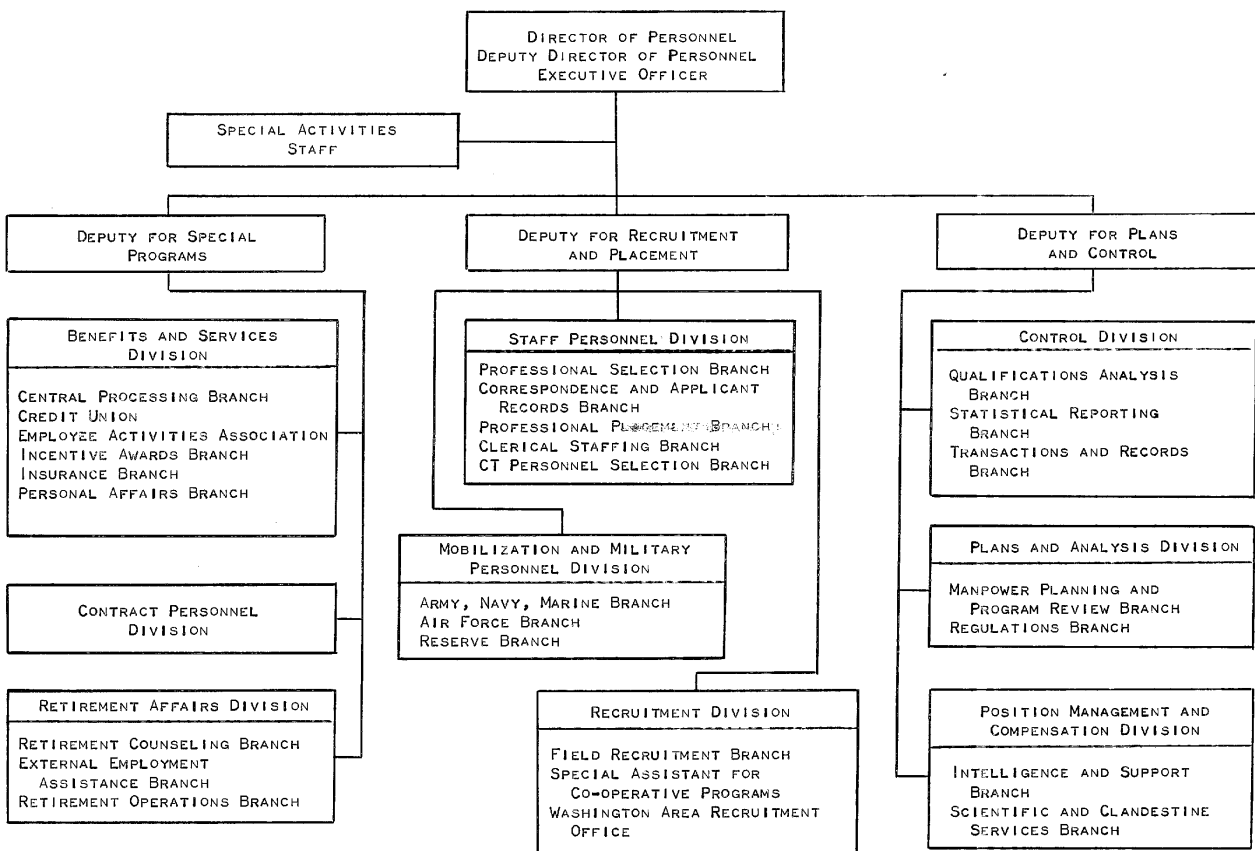 DIRECTOR OF PERSONNEL
DEPUTY DIRECTOR OF PERSONNEL
EXECUTIVE OFFICER
SPECIAL ACTIVITIES
STAFF
DEPUTY FOR SPECIAL
PROGRAMS
DEPUTY FOR RECRUITMENT
AND PLACEMENT
DEPUTY FOR PLANS
AND CONTROL
BENEFITS AND SERVICES
DIVISION
CENTRAL PROCESSING BRANCH
CREDIT UNION
EMPLOYEE ACTIVITIES ASSOCIATION
INCENTIVE AWARDS BRANCH
INSURANCE BRANCH
PERSONAL AFFAIRS BRANCH
CONTRACT PERSONNEL
DIVISION
RETIREMENT AFFAIRS DIVISION
RETIREMENT COUNSELING BRANCH
EXTERNAL EMPLOYMENT
ASSISTANCE BRANCH
RETIREMENT OPERATIONS BRANCH
STAFF PERSONNEL DIVISION
PROFESSIONAL SELECTION BRANCH
CORRESPONDENCE AND APPLICANT
RECORDS BRANCH
PROFESSIONAL PLACEMENT BRANCH
CLERICAL STAFFING BRANCH
CT PERSONNEL SELECTION BRANCH
MOBILIZATION AND MILITARY
PERSONNEL DIVISION
ARMY, NAVY, MARINE BRANCH
AIR FORCE BRANCH
RESERVE BRANCH
RECRUITMENT DIVISION
FIELD RECRUITMENT BRANCH
SPECIAL ASSISTANT FOR
CO-OPERATIVE PROGRAMS
WASHINGTON AREA RECRUITMENT
OFFICE
CONTROL DIVISION
QUALIFICATIONS ANALYSIS
BRANCH
STATISTICAL REPORTING
BRANCH
TRANSACTIONS AND RECORDS
BRANCH
PLANS AND ANALYSIS DIVISION
MANPOWER PLANNING AND
PROGRAM REVIEW BRANCH
REGULATIONS BRANCH
POSITION MANAGEMENT AND
COMPENSATION DIVISION
INTELLIGENCE AND SUPPORT
BRANCH
SCIENTIFIC AND CLANDESTINE
SERVICES BRANCH